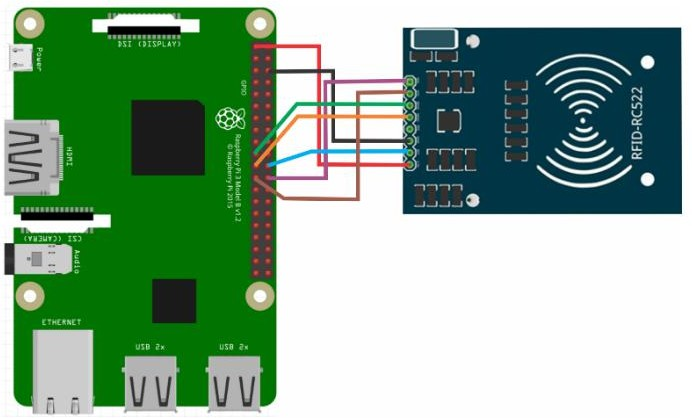 DSI (DISPLAY)
Power
GPIO
HDMI
Raspberry Pi 3 Model B v1.2
© Raspberry Pi 2015
CSI (CAMERA)
Audio
ETHERNET
USB 2x
USB 2x
RFID-RC522